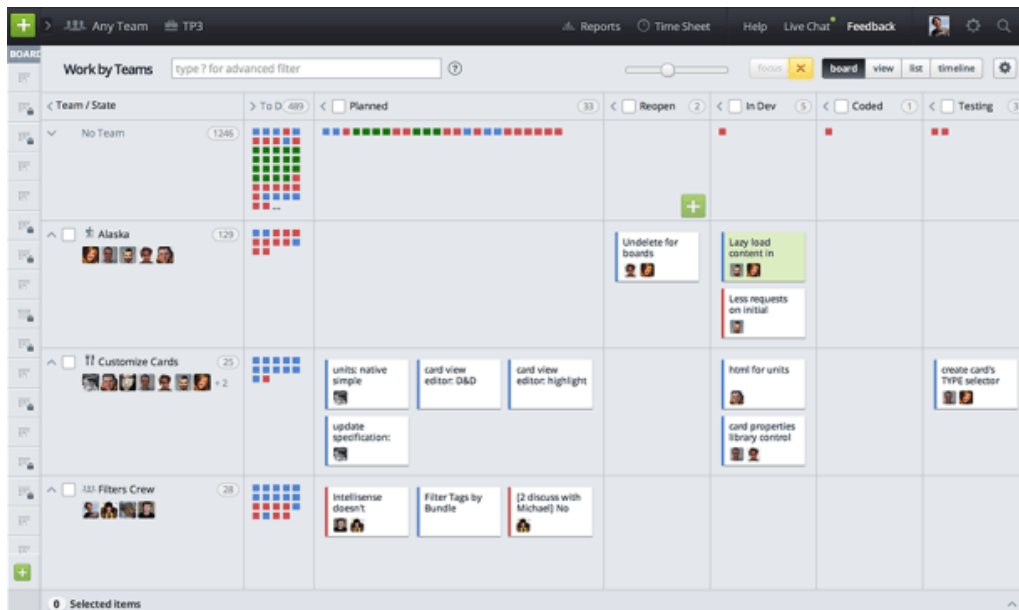 Any Team TP3 Reports Time Sheet Help Live Chat Feedback
BOARD
Work by Teams type ? for advanced filter ? focus board view list timeline
Team / State To D 489 Planned 33 Reopen 2 In Dev 5 Coded 1 Testing 3
No Team 1246
Alaska 129
Undelete for
boards
Lazy load
content in
Less requests
on initial
Customize Cards 25
+ 2
units: native
simple
card view
editor: D&D
card view
editor: highlight
html for units
create card's
TYPE selector
update
specification:
card properties
library control
Filters Crew 28
Intellisense
doesn't
Filter Tags by
Bundle
[2 discuss with
Michael] No
0 Selected items